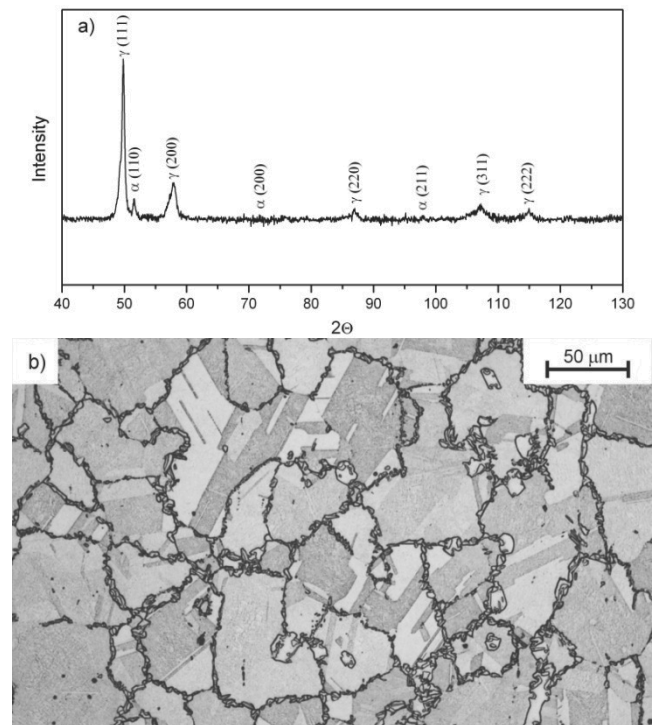 a)
γ (111)
α (110)
γ (200)
α (200)
γ (220)
α (211)
γ (311)
γ (222)
Intensity
40 50 60 70 80 90 100 110 120 130
2Θ
b)
50 μm